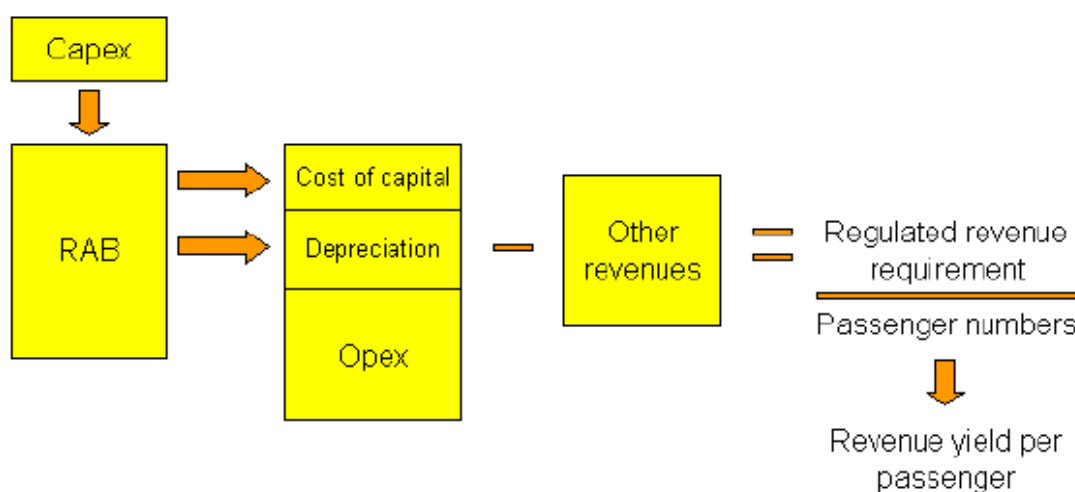 Capex
RAB
Cost of capital
Depreciation
Opex
Other
revenues
Regulated revenue
requirement
Passenger numbers
Revenue yield per
passenger